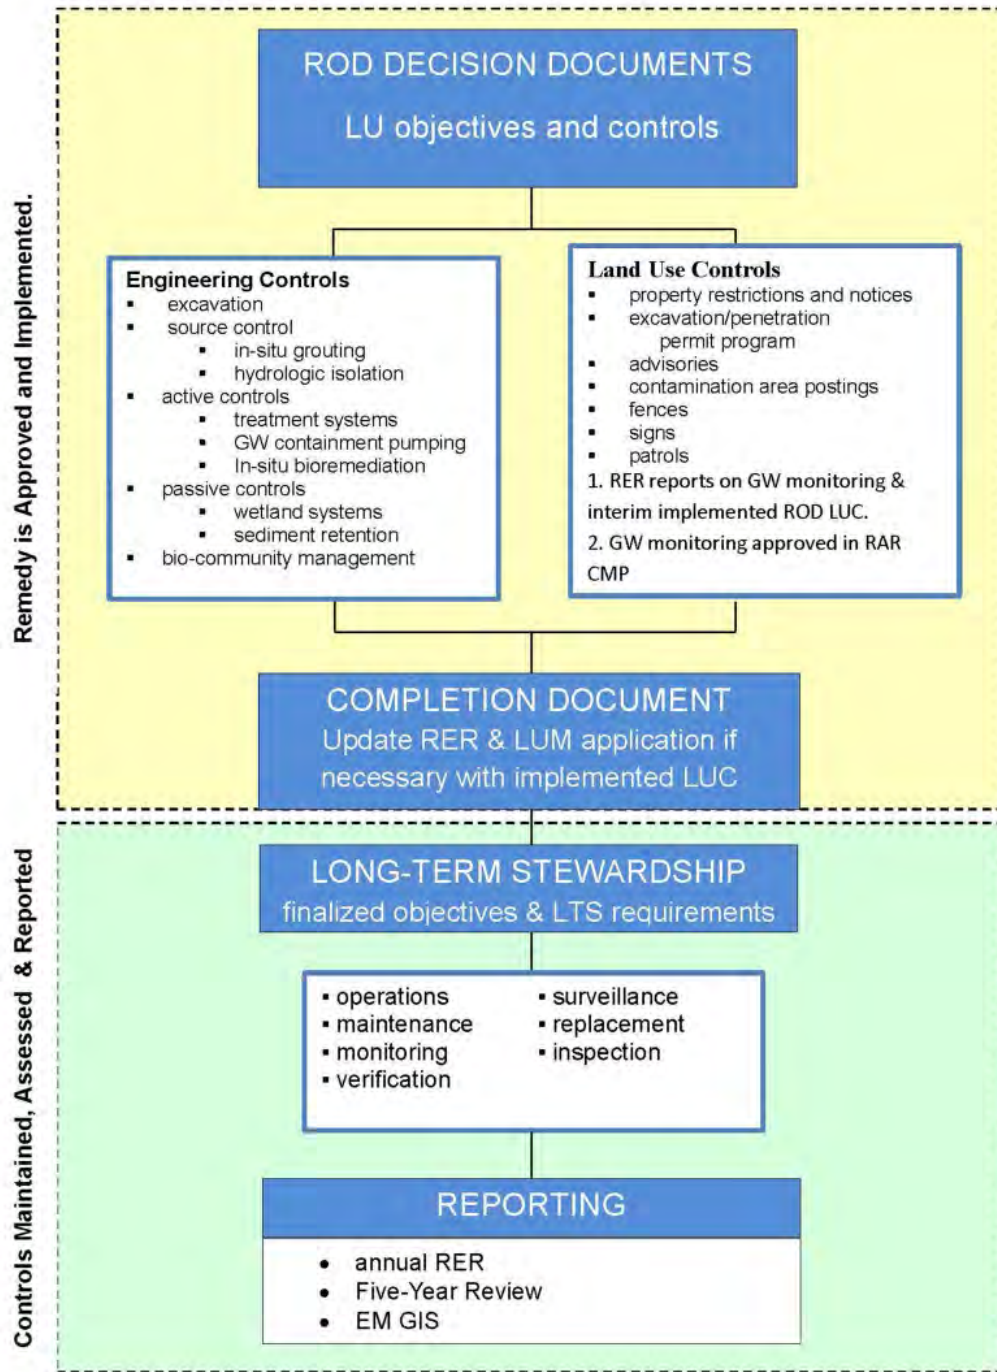 Remedy is Approved and Implemented.
ROD DECISION DOCUMENTS
LU objectives and controls
Engineering Controls
▪ excavation
▪ source control
▪ in-situ grouting
▪ hydrologic isolation
▪ active controls
▪ treatment systems
▪ GW containment pumping
▪ In-situ bioremediation
▪ passive controls
▪ wetland systems
▪ sediment retention
▪ bio-community management
Land Use Controls
▪ property restrictions and notices
▪ excavation/penetration
permit program
▪ advisories
▪ contamination area postings
▪ fences
▪ signs
▪ patrols
1. RER reports on GW monitoring &
interim implemented ROD LUC.
2. GW monitoring approved in RAR
CMP
COMPLETION DOCUMENT
Update RER & LUM application if
necessary with implemented LUC
Controls Maintained, Assessed & Reported
LONG-TERM STEWARDSHIP
finalized objectives & LTS requirements
▪ operations
▪ maintenance
▪ monitoring
▪ verification
▪ surveillance
▪ replacement
▪ inspection
REPORTING
• annual RER
• Five-Year Review
• EM GIS